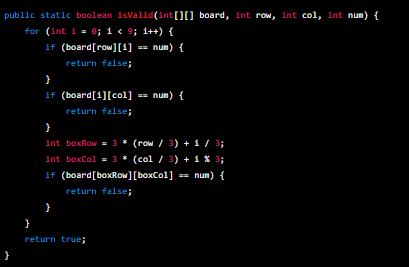 public static boolean isValid(int[][] board, int row, int col, int num) {
    for (int i = 0; i < 9; i++) {
        if (board[row][i] == num) {
            return false;
        }
        if (board[i][col] == num) {
            return false;
        }
        int boxRow = 3 * (row / 3) + i / 3;
        int boxCol = 3 * (col / 3) + i % 3;
        if (board[boxRow][boxCol] == num) {
            return false;
        }
    }
    return true;
}